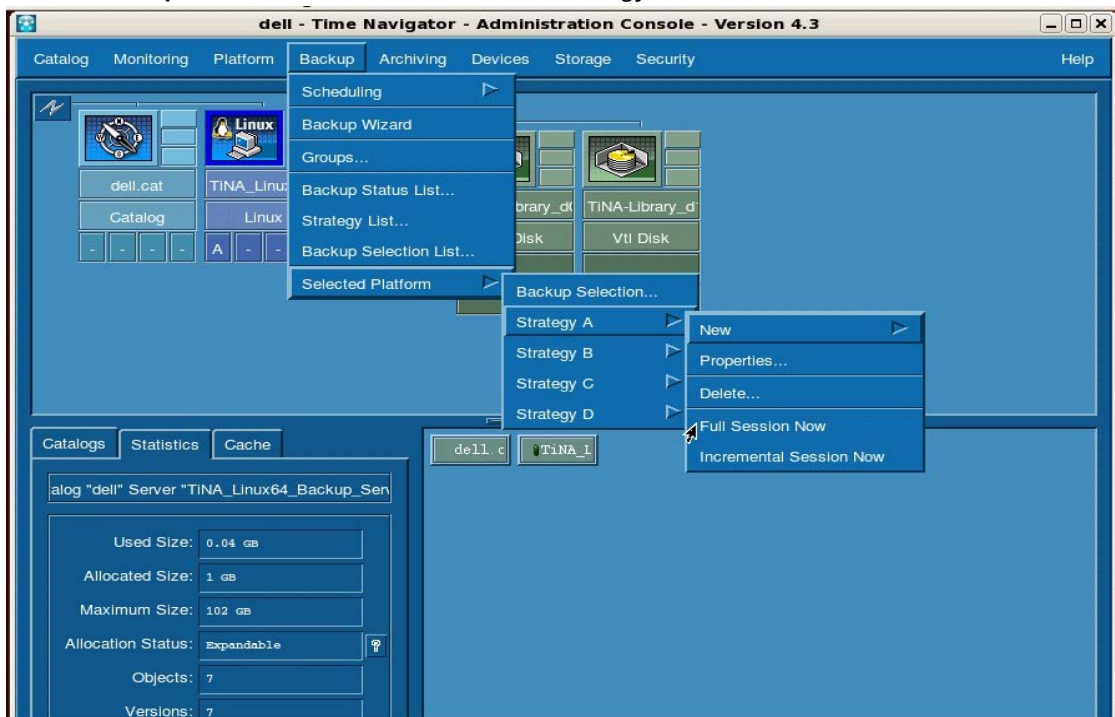 dell - Time Navigator - Administration Console - Version 4.3
Catalog Monitoring Platform Backup Archiving Devices Storage Security Help
Scheduling
Backup Wizard
Groups...
Backup Status List...
Strategy List...
Backup Selection List...
Selected Platform
Linux
dell.cat
Catalog
- - - -
Linux
A - -
TiNA-Library_d
Vtl Disk
Backup Selection...
Strategy A
Strategy B
Strategy C
Strategy D
New
Properties...
Delete...
Full Session Now
Incremental Session Now
Catalogs Statistics Cache
dell.c TiNA_L
alog "dell" Server "TiNA_Linux64_Backup_Serv
Used Size: 0.04 GB
Allocated Size: 1 GB
Maximum Size: 102 GB
Allocation Status: Expandable ?
Objects: 7
Versions: 7